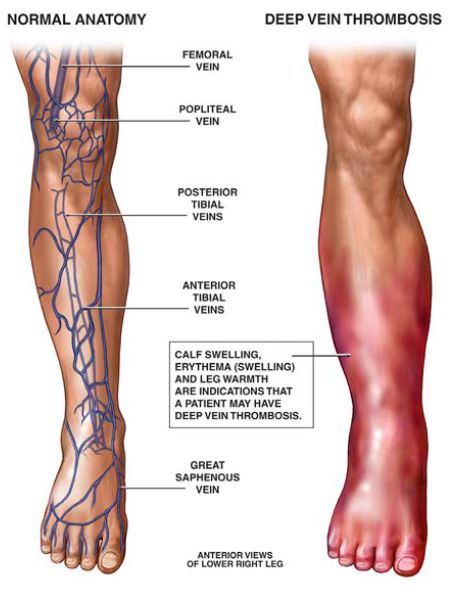 NORMAL ANATOMY
DEEP VEIN THROMBOSIS
FEMORAL
VEIN
POPLITEAL
VEIN
POSTERIOR
TIBIAL
VEINS
ANTERIOR
TIBIAL
VEINS
CALF SWELLING,
ERYTHEMA (SWELLING)
AND LEG WARMTH
ARE INDICATIONS THAT
A PATIENT MAY HAVE
DEEP VEIN THROMBOSIS.
GREAT
SAPHENOUS
VEIN
ANTERIOR VIEWS
OF LOWER RIGHT LEG